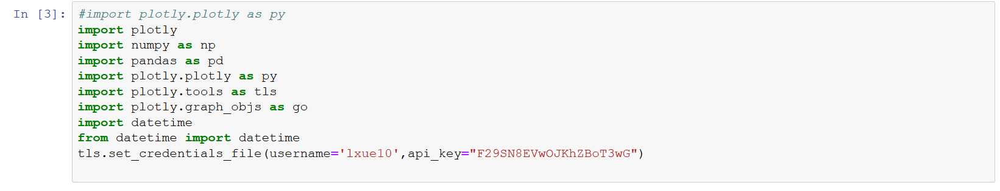 In [3]:
#import plotly.plotly as py
import plotly
import numpy as np
import pandas as pd
import plotly.plotly as py
import plotly.tools as tls
import plotly.graph_objs as go
import datetime
from datetime import datetime
tls.set_credentials_file(username='lxue10',api_key="F29SN8EVwOJKhZBoT3wG")